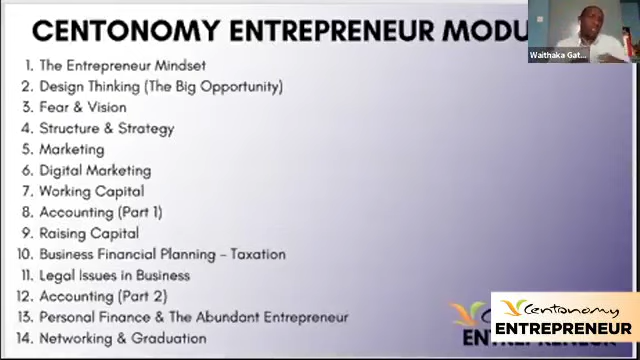 CENTONOMY ENTREPRENEUR MODU
Waithaka Gat...
1. The Entrepreneur Mindset
2. Design Thinking (The Big Opportunity)
3. Fear & Vision
4. Structure & Strategy
5. Marketing
6. Digital Marketing
7. Working Capital
8. Accounting (Part 1)
9. Raising Capital
10. Business Financial Planning – Taxation
11. Legal Issues in Business
12. Accounting (Part 2)
13. Personal Finance & The Abundant Entrepreneur
14. Networking & Graduation
Centonomy
ENTREPRENEUR